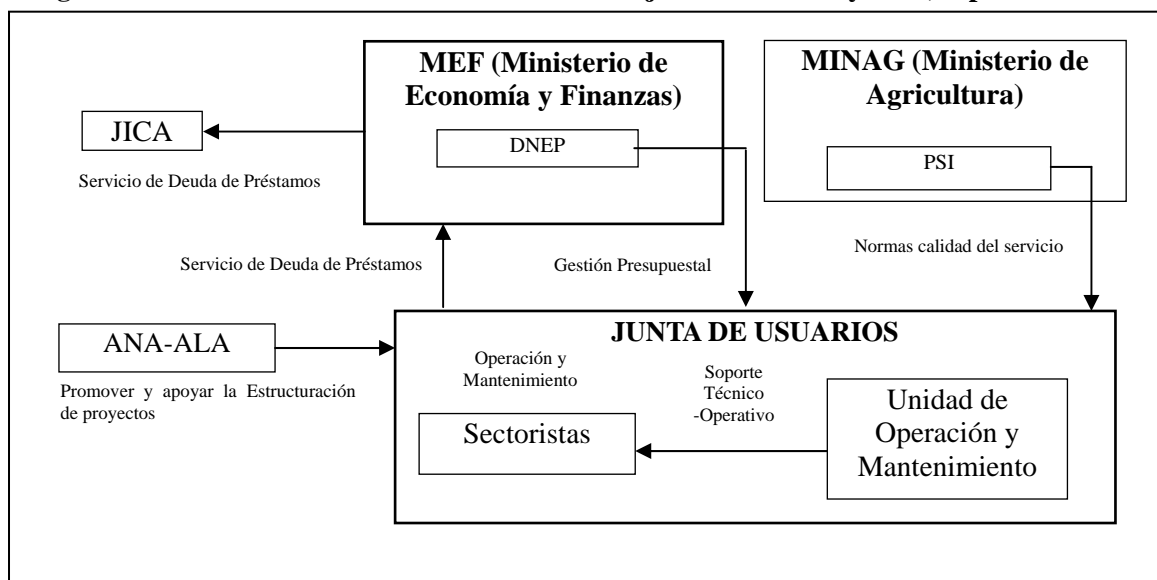 MEF (Ministerio de
Economía y Finanzas)
DNEP
MINAG (Ministerio de
Agricultura)
PSI
JICA
Servicio de Deuda de Préstamos
Servicio de Deuda de Préstamos
Gestión Presupuestal
Normas calidad del servicio
ANA-ALA
Promover y apoyar la Estructuración
de proyectos
JUNTA DE USUARIOS
Operación y
Mantenimiento
Sectoristas
Soporte
Técnico
-Operativo
Unidad de
Operación y
Mantenimiento